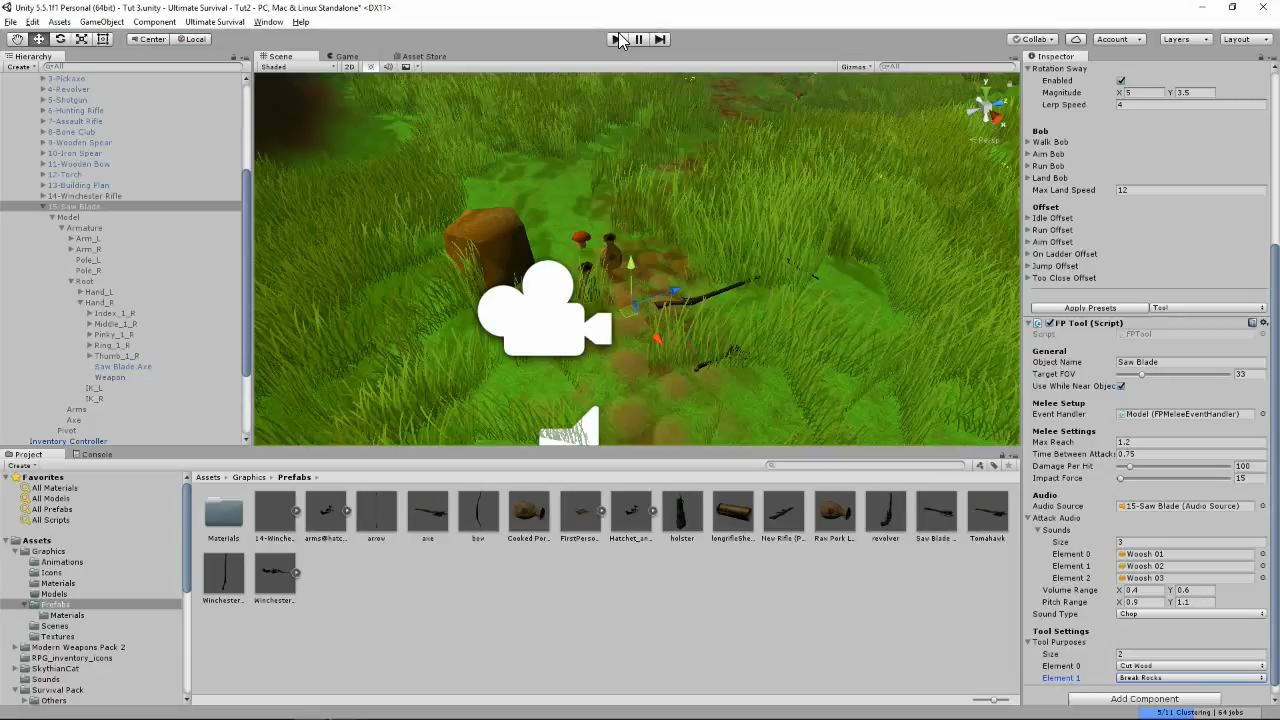 Unity 5.5.1f1 Personal (64bit) - Tut 3.unity - Ultimate Survival - Tut2 - PC, Mac & Linux Standalone* <DX11>
File Edit Assets GameObject Component Ultimate Survival Window Help
Center Local Collab Account Layers Layout
Hierarchy
Create All
3-Pickaxe
4-Revolver
5-Shotgun
6-Hunting Rifle
7-Assault Rifle
8-Bone Club
9-Wooden Spear
10-Iron Spear
11-Wooden Bow
12-Torch
13-Building Plan
14-Winchester Rifle
15-Saw Blade
Model
Armature
Arm_L
Arm_R
Pole_L
Pole_R
Root
Hand_L
Hand_R
Index_1_R
Middle_1_R
Pinky_1_R
Ring_1_R
Thumb_1_R
Saw Blade Axe
Weapon
IK_L
IK_R
Arms
Axe
Pivot
Inventory Controller
Scene Game Asset Store
Shaded 2D Gizmos All
y
x
Persp
Project Console
Create
Favorites
All Materials
All Models
All Prefabs
All Scripts
Assets
Graphics
Animations
Icons
Materials
Models
Prefabs
Materials
Scenes
Textures
Modern Weapons Pack 2
RPG_inventory_icons
SkythianCat
Sounds
Survival Pack
Others
Assets Graphics Prefabs
Materials 14-Winche... arms@hatc... arrow axe bow Cooked Por... FirstPerso... Hatchet_an... holster longrifleShe... New Rifle (P... Raw Pork L... revolver Saw Blade ... Tomahawk
Winchester... Winchester...
Inspector
Rotation Sway
Enabled
Magnitude X 5 Y 3.5
Lerp Speed 4
Bob
Walk Bob
Aim Bob
Run Bob
Land Bob
Max Land Speed 12
Offset
Idle Offset
Run Offset
Aim Offset
On Ladder Offset
Jump Offset
Too Close Offset
Apply Presets Tool
FP Tool (Script)
Script FPTool
General
Object Name Saw Blade
Target FOV 33
Use While Near Objec
Melee Setup
Event Handler Model (FPMeleeEventHandler)
Melee Settings
Max Reach 1.2
Time Between Attacks 0.75
Damage Per Hit 100
Impact Force 15
Audio
Audio Source 15-Saw Blade (Audio Source)
Attack Audio
Sounds
Size 3
Element 0 Woosh 01
Element 1 Woosh 02
Element 2 Woosh 03
Volume Range X 0.4 Y 0.6
Pitch Range X 0.9 Y 1.1
Sound Type Chop
Tool Settings
Tool Purposes
Size 2
Element 0 Cut Wood
Element 1 Break Rocks
Add Component
5/11 Clustering | 64 jobs